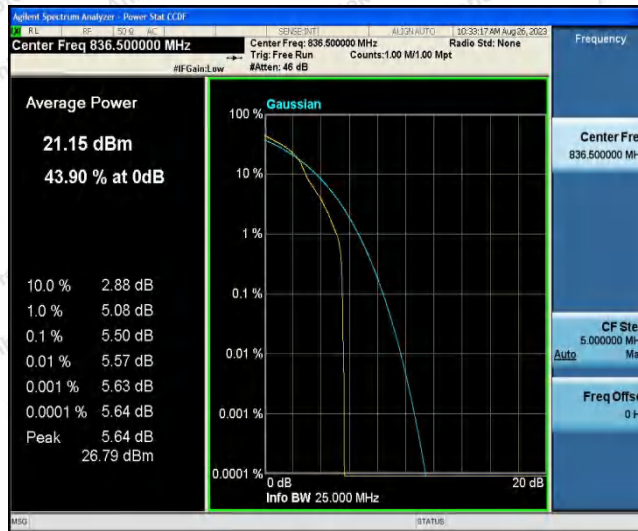 Agilent Spectrum Analyzer - Power Stat CCDF
RL RF 50 Ω AC SENSE:INT ALIGN AUTO 10:33:17 AM Aug 26, 2023
Center Freq 836.500000 MHz
Center Freq: 836.500000 MHz Radio Std: None
Trig: Free Run Counts:1.00 M/1.00 Mpt
#IFGain:Low #Atten: 46 dB
Frequency
Average Power
21.15 dBm
43.90 % at 0dB
10.0 % 2.88 dB
1.0 % 5.08 dB
0.1 % 5.50 dB
0.01 % 5.57 dB
0.001 % 5.63 dB
0.0001 % 5.64 dB
Peak 5.64 dB
26.79 dBm
Gaussian
100 %
10 %
1 %
0.1 %
0.01 %
0.001 %
0.0001 %
0 dB 20 dB
Info BW 25.000 MHz
Center Fre
836.500000 MH
CF Ste
5.000000 MH
Auto Ma
Freq Offs
0 H
MSG STATUS